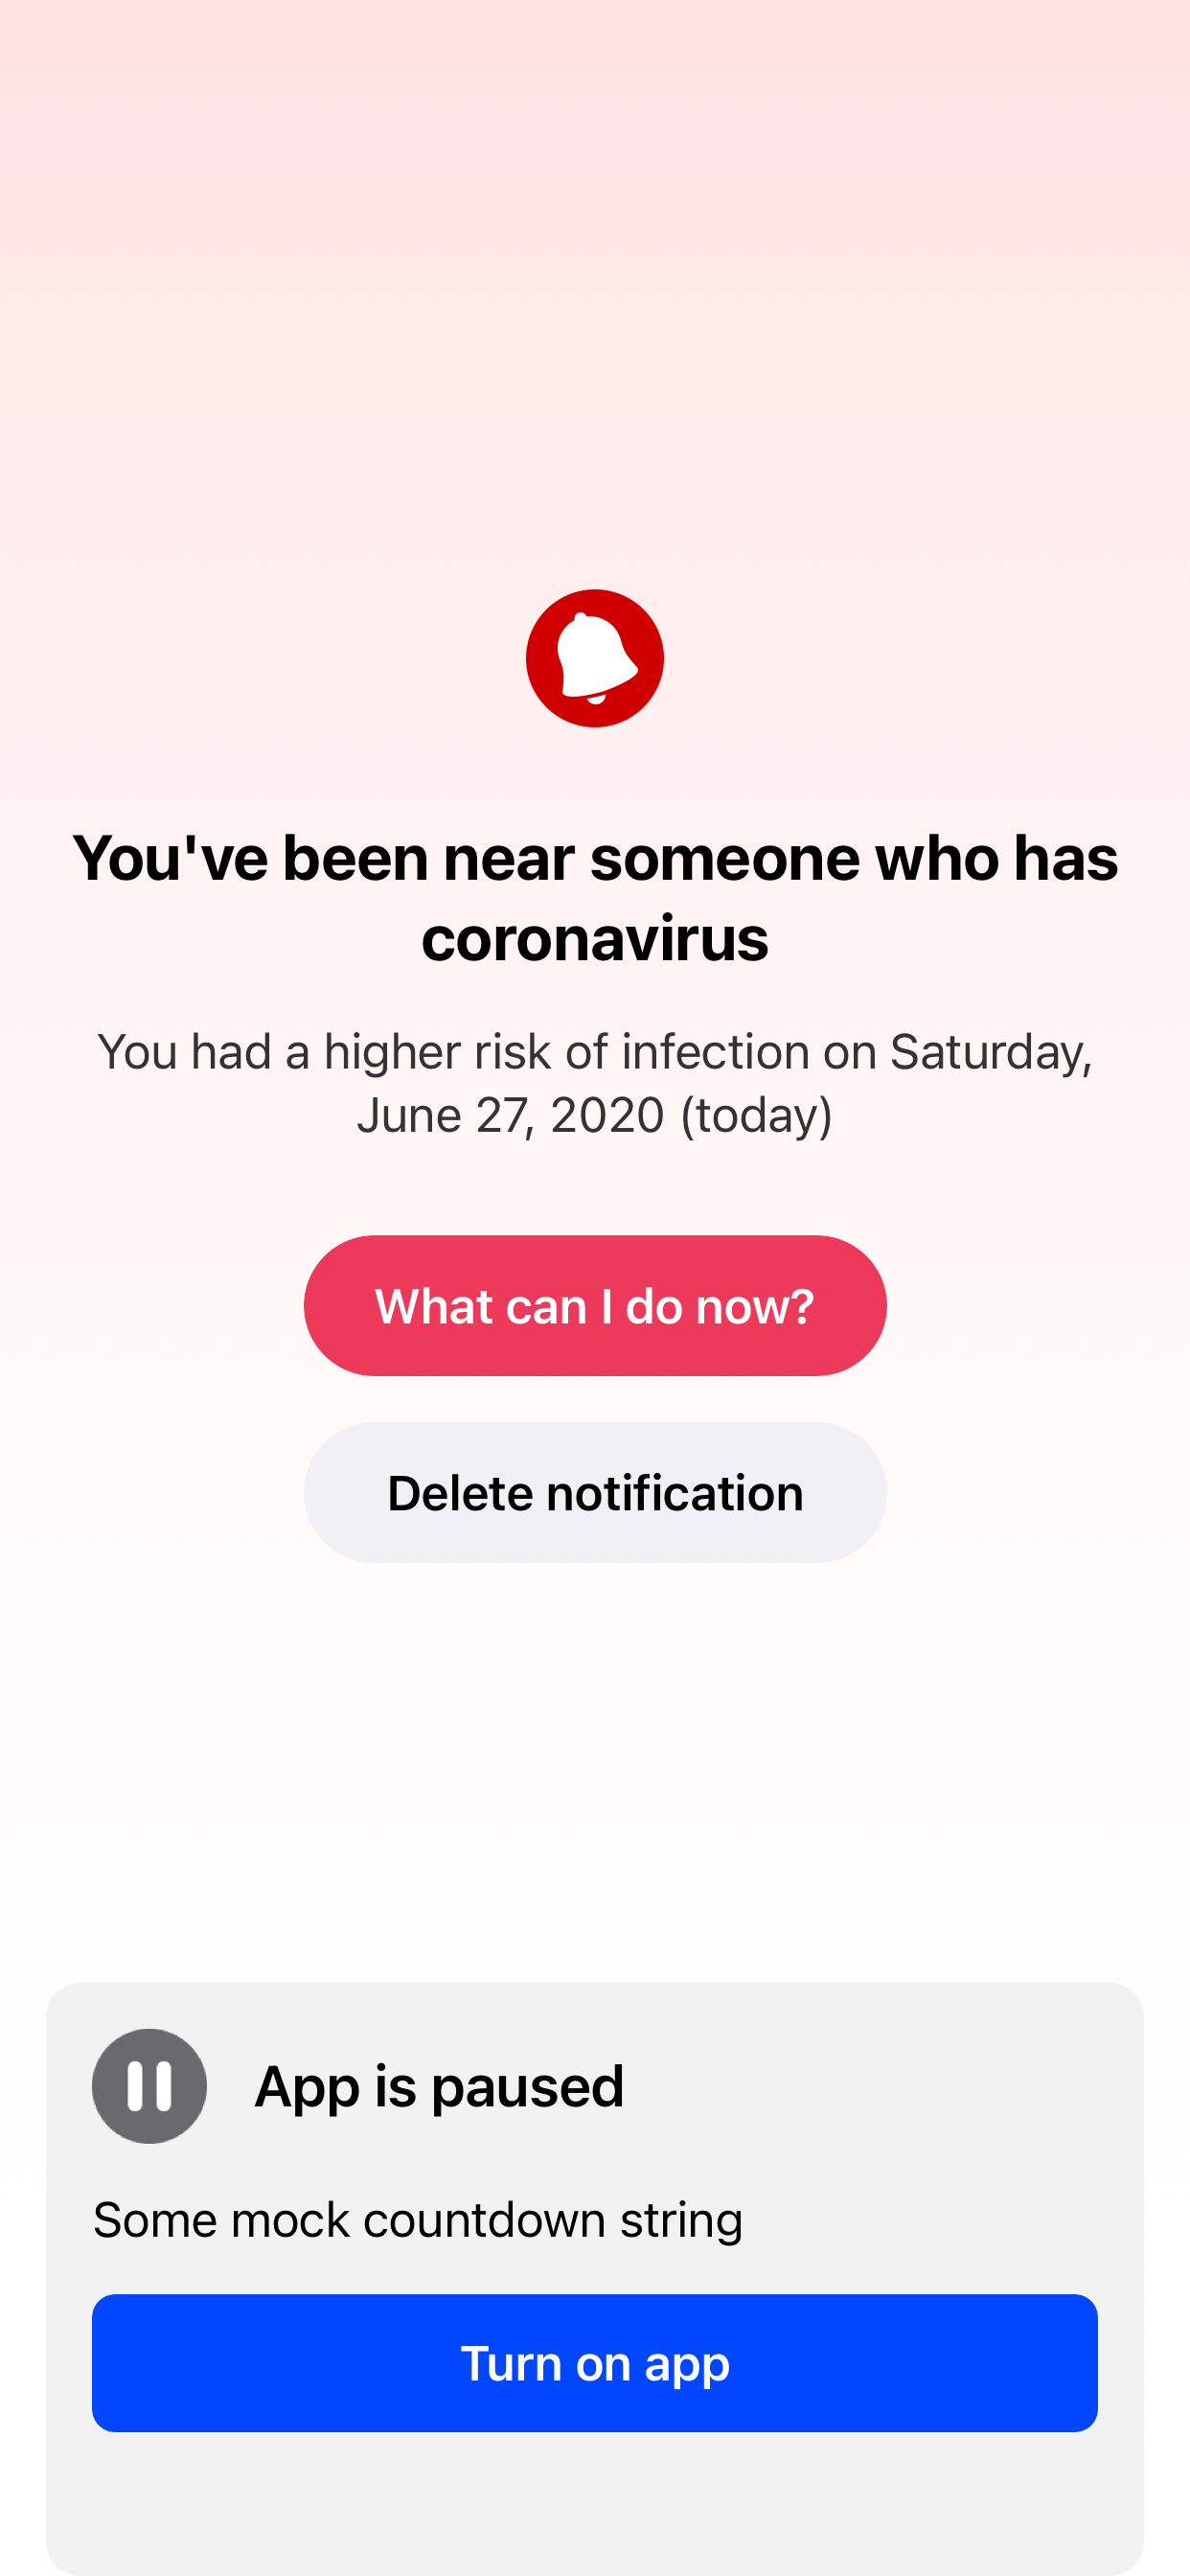 You've been near someone who has
coronavirus
You had a higher risk of infection on Saturday,
June 27, 2020 (today)
What can I do now?
Delete notification
App is paused
Some mock countdown string
Turn on app